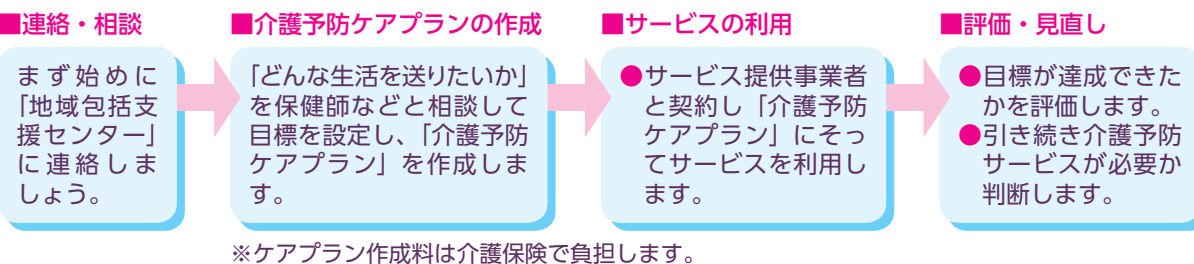 ■連絡・相談
まず始めに
「地域包括支
援センター」
に連絡しま
しょう。
■介護予防ケアプランの作成
「どんな生活を送りたいか」
を保健師などと相談して
目標を設定し、「介護予防
ケアプラン」を作成しま
す。
※ケアプラン作成料は介護保険で負担します。
■サービスの利用
●サービス提供事業者
と契約し「介護予防
ケアプラン」にそっ
てサービスを利用し
ます。
■評価・見直し
●目標が達成できた
かを評価します。
●引き続き介護予防
サービスが必要か
判断します。